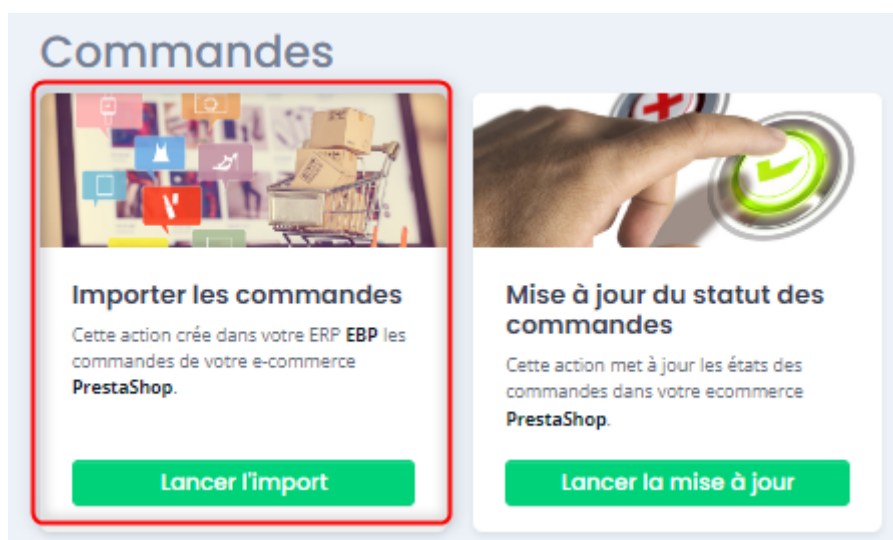 Commandes
Importer les commandes
Cette action crée dans votre ERP EBP les
commandes de votre e-commerce
PrestaShop.
Lancer l'import
Mise à jour du statut des
commandes
Cette action met à jour les états des
commandes dans votre ecommerce
PrestaShop.
Lancer la mise à jour